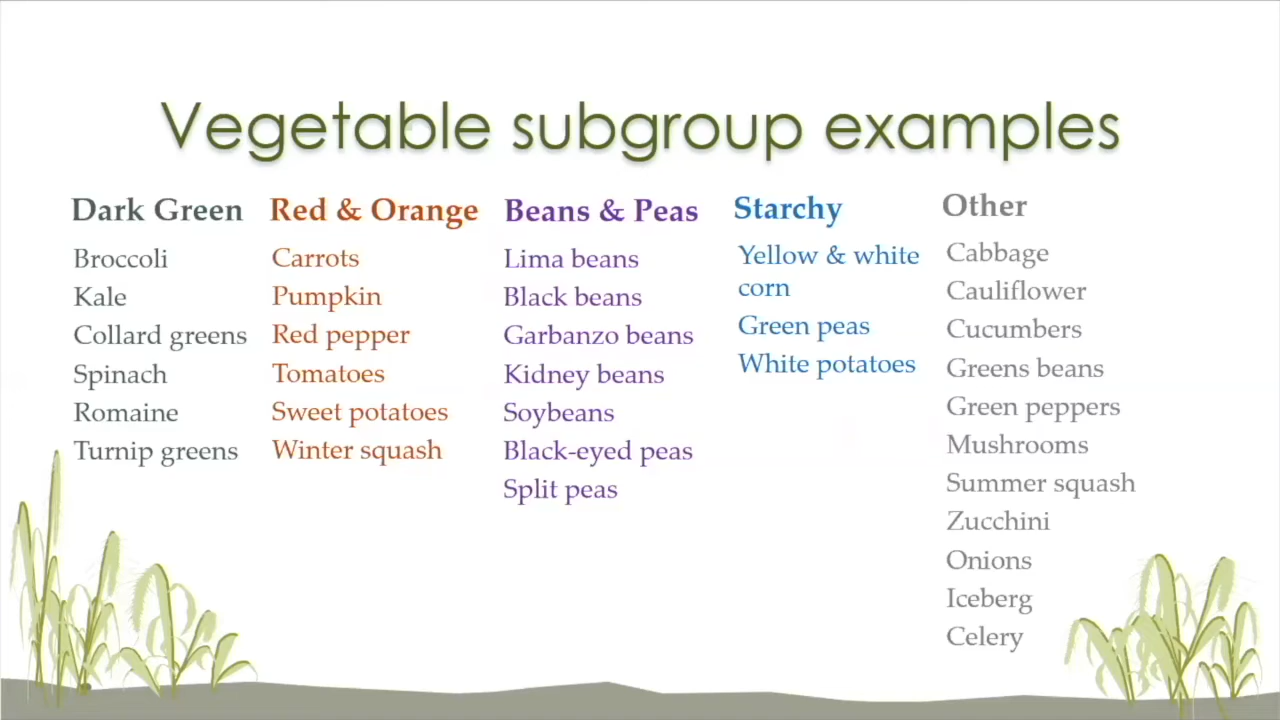 Vegetable subgroup examples
Dark Green
Broccoli
Kale
Collard greens
Spinach
Romaine
Turnip greens
Red & Orange
Carrots
Pumpkin
Red pepper
Tomatoes
Sweet potatoes
Winter squash
Beans & Peas
Lima beans
Black beans
Garbanzo beans
Kidney beans
Soybeans
Black-eyed peas
Split peas
Starchy
Yellow & white
corn
Green peas
White potatoes
Other
Cabbage
Cauliflower
Cucumbers
Greens beans
Green peppers
Mushrooms
Summer squash
Zucchini
Onions
Iceberg
Celery